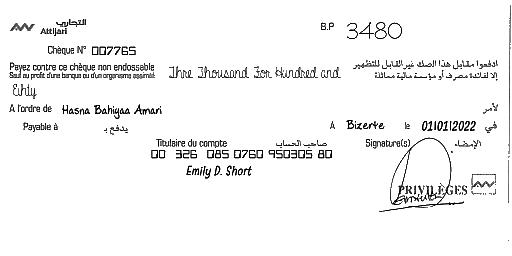 التجاري
Attijari
B.P 3480
Chèque N° 007765
Payez contre ce chèque non endossable
Sauf au profit d'une banque ou d'un organisme assimilé
Thre Thousand For Hundred and
ادفعوا مقابل هذا الصك غير القابل للتظهير
إلا لفائدة مصرف أو مؤسسة مالية مماثلة
Eihty
A l'ordre de Hasna Bahiyaa Amari لأمر
Payable à يدفع بـ A Bizerte le 01/01/2022 في
Titulaire du compte صاحب الحساب Signature(s) الإمضاء
00 326 085 0760 950305 80
Emily D. Short
PRIVILÈGES